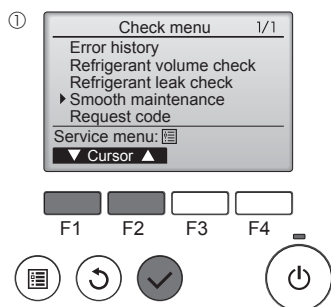 ①
Check menu 1/1
Error history
Refrigerant volume check
Refrigerant leak check
Smooth maintenance
Request code
Service menu:
▼ Cursor ▲
F1 F2 F3 F4